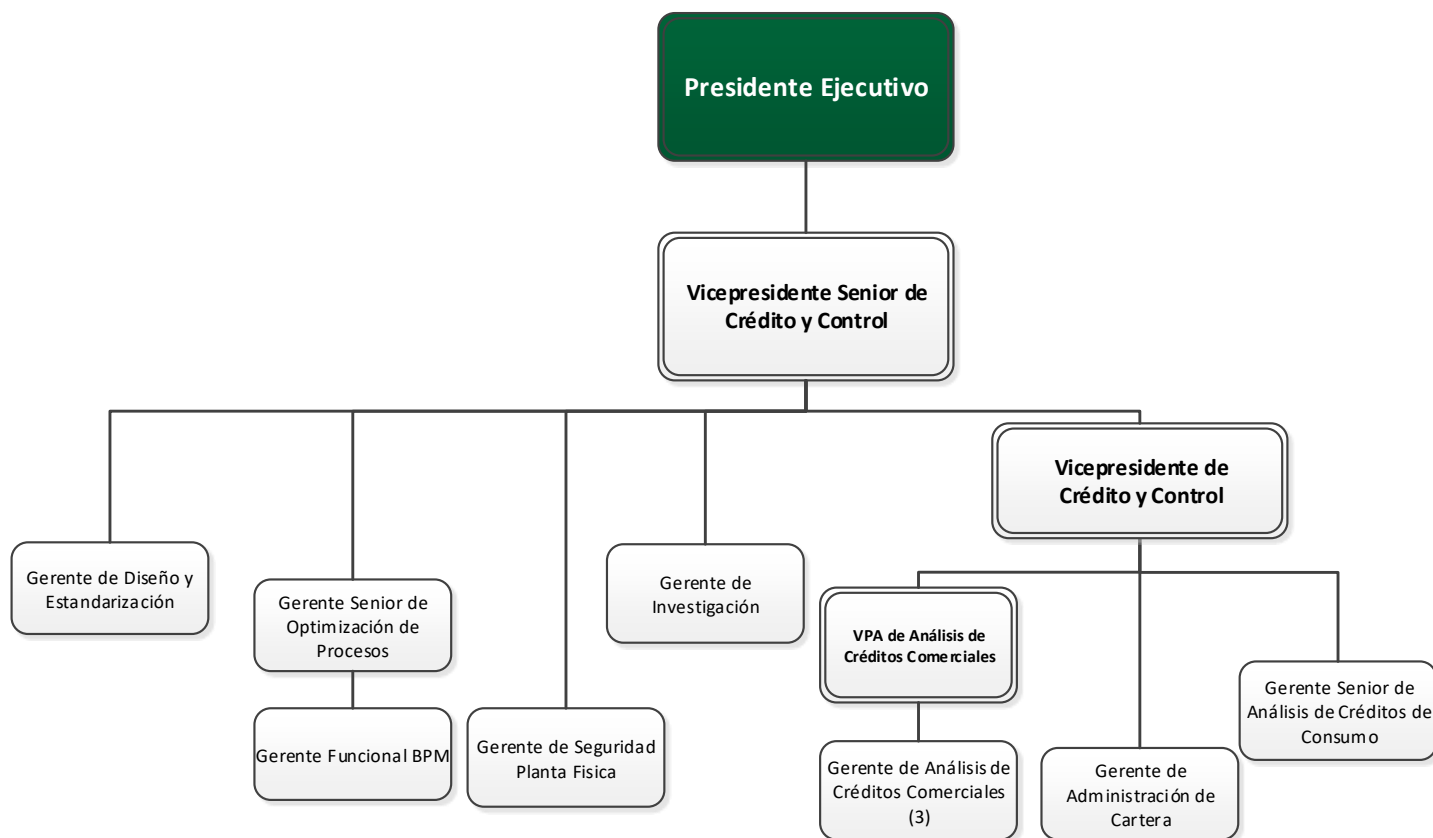 Presidente Ejecutivo
Vicepresidente Senior de
Crédito y Control
Vicepresidente de
Crédito y Control
Gerente de Diseño y
Estandarización
Gerente Senior de
Optimización de
Procesos
Gerente Funcional BPM
Gerente de Seguridad
Planta Fisica
Gerente de
Investigación
VPA de Análisis de
Créditos Comerciales
Gerente de Análisis de
Créditos Comerciales
(3)
Gerente de
Administración de
Cartera
Gerente Senior de
Análisis de Créditos de
Consumo